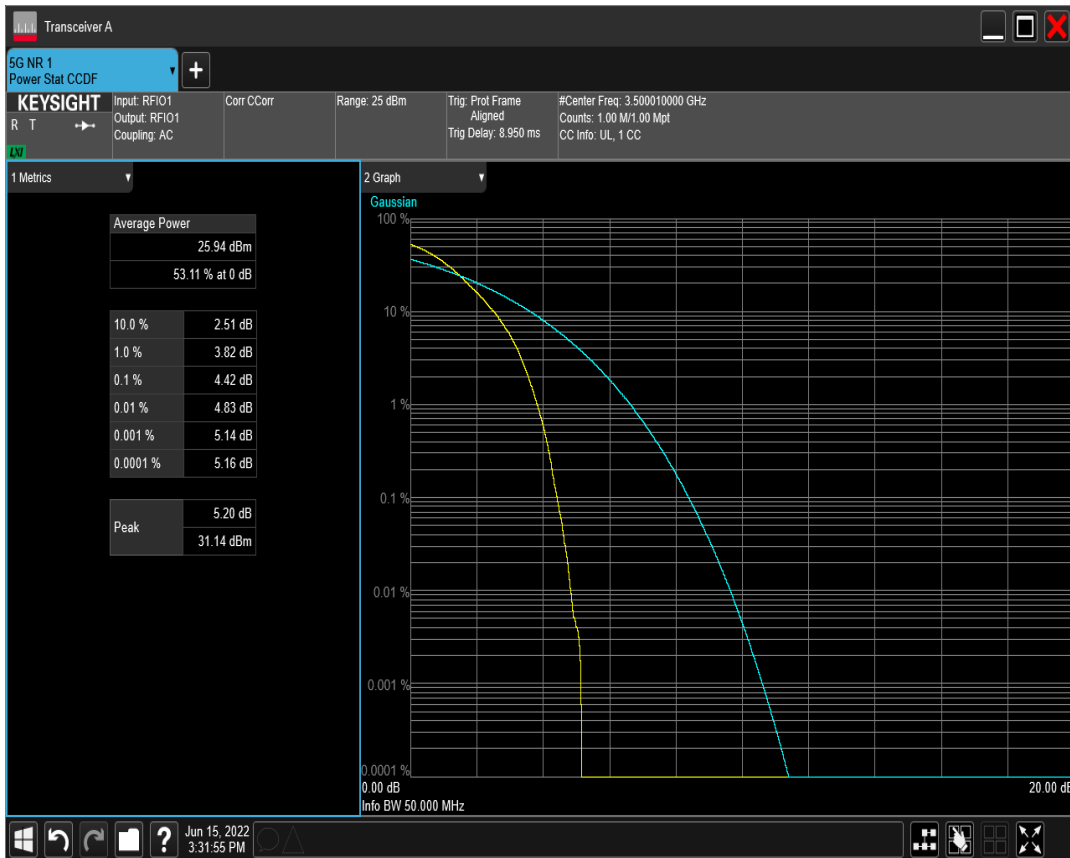 Transceiver A
5G NR 1
Power Stat CCDF
+
KEYSIGHT
R T
LXI
Input: RFIO1
Output: RFIO1
Coupling: AC
Corr CCorr
Range: 25 dBm
Trig: Prot Frame
Aligned
Trig Delay: 8.950 ms
#Center Freq: 3.500010000 GHz
Counts: 1.00 M/1.00 Mpt
CC Info: UL, 1 CC
1 Metrics
Average Power
25.94 dBm
53.11 % at 0 dB
10.0 % 2.51 dB
1.0 % 3.82 dB
0.1 % 4.42 dB
0.01 % 4.83 dB
0.001 % 5.14 dB
0.0001 % 5.16 dB
Peak
5.20 dB
31.14 dBm
2 Graph
Gaussian
100 %
10 %
1 %
0.1 %
0.01 %
0.001 %
0.0001 %
0.00 dB
20.00 dB
Info BW 50.000 MHz
?
Jun 15, 2022
3:31:55 PM